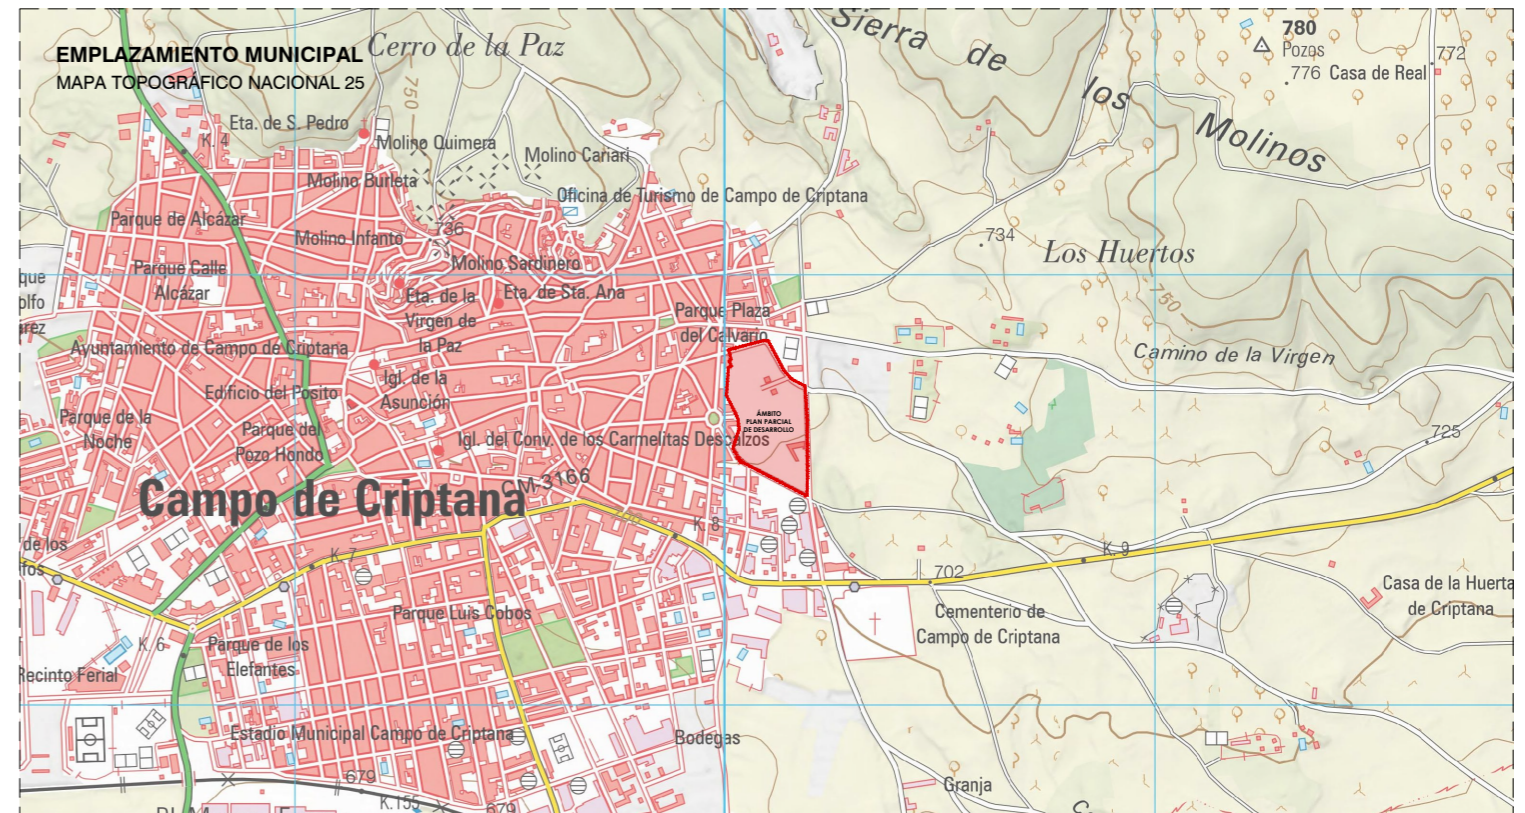 EMPLAZAMIENTO MUNICIPAL
MAPA TOPOGRÁFICO NACIONAL 25
Cerro de la Paz
750
Sierra de los Molinos
780
Pozos
776 Casa de Real
772
Eta. de S. Pedro
K. 4
Molino Quimera
Molino Cariari
Molino Burleta
Oficina de Turismo de Campo de Criptana
Parque de Alcázar
736
Molino Infanto
734
Los Huertos
Molino Sardinero
Parque Calle
Alcázar
Eta. de la
Virgen de
la Paz
Eta. de Sta. Ana
750
Parque Plaza
del Calvario
Ayuntamiento de Campo de Criptana
Camino de la Virgen
Igl. de la
Asunción
Edificio del Pósito
Parque de la
Noche
ÁMBITO
PLAN PARCIAL
DE DESARROLLO
Parque del
Pozo Hondo
Igl. del Conv. de los Carmelitas Descalzos
725
Campo de Criptana
CM-3166
K. 8
de los
K. 7
K. 9
702
Casa de la Huerta
de Criptana
Parque Luis Cobos
Cementerio de
Campo de Criptana
K. 6
Parque de los
Elefantes
Recinto Ferial
Estadio Municipal Campo de Criptana
Bodegas
679
K.155
679
Granja